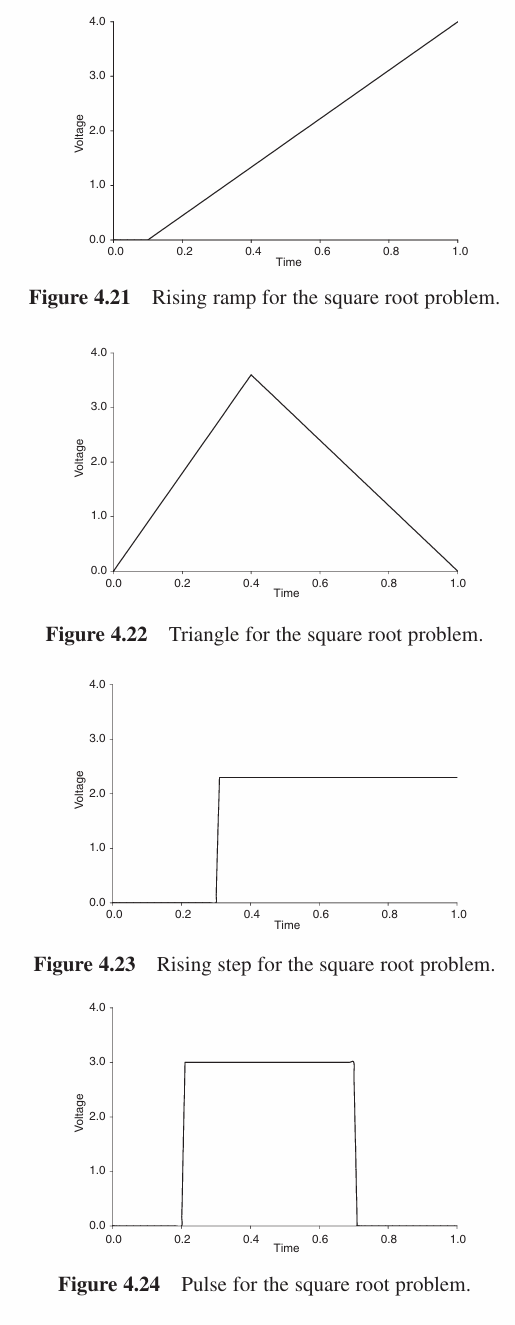 4.0
3.0
Voltage
2.0
1.0
0.0
0.0 0.2 0.4 0.6 0.8 1.0
Time
Figure 4.21 Rising ramp for the square root problem.
4.0
3.0
Voltage
2.0
1.0
0.0
0.0 0.2 0.4 0.6 0.8 1.0
Time
Figure 4.22 Triangle for the square root problem.
4.0
3.0
Voltage
2.0
1.0
0.0
0.0 0.2 0.4 0.6 0.8 1.0
Time
Figure 4.23 Rising step for the square root problem.
4.0
3.0
Voltage
2.0
1.0
0.0
0.0 0.2 0.4 0.6 0.8 1.0
Time
Figure 4.24 Pulse for the square root problem.